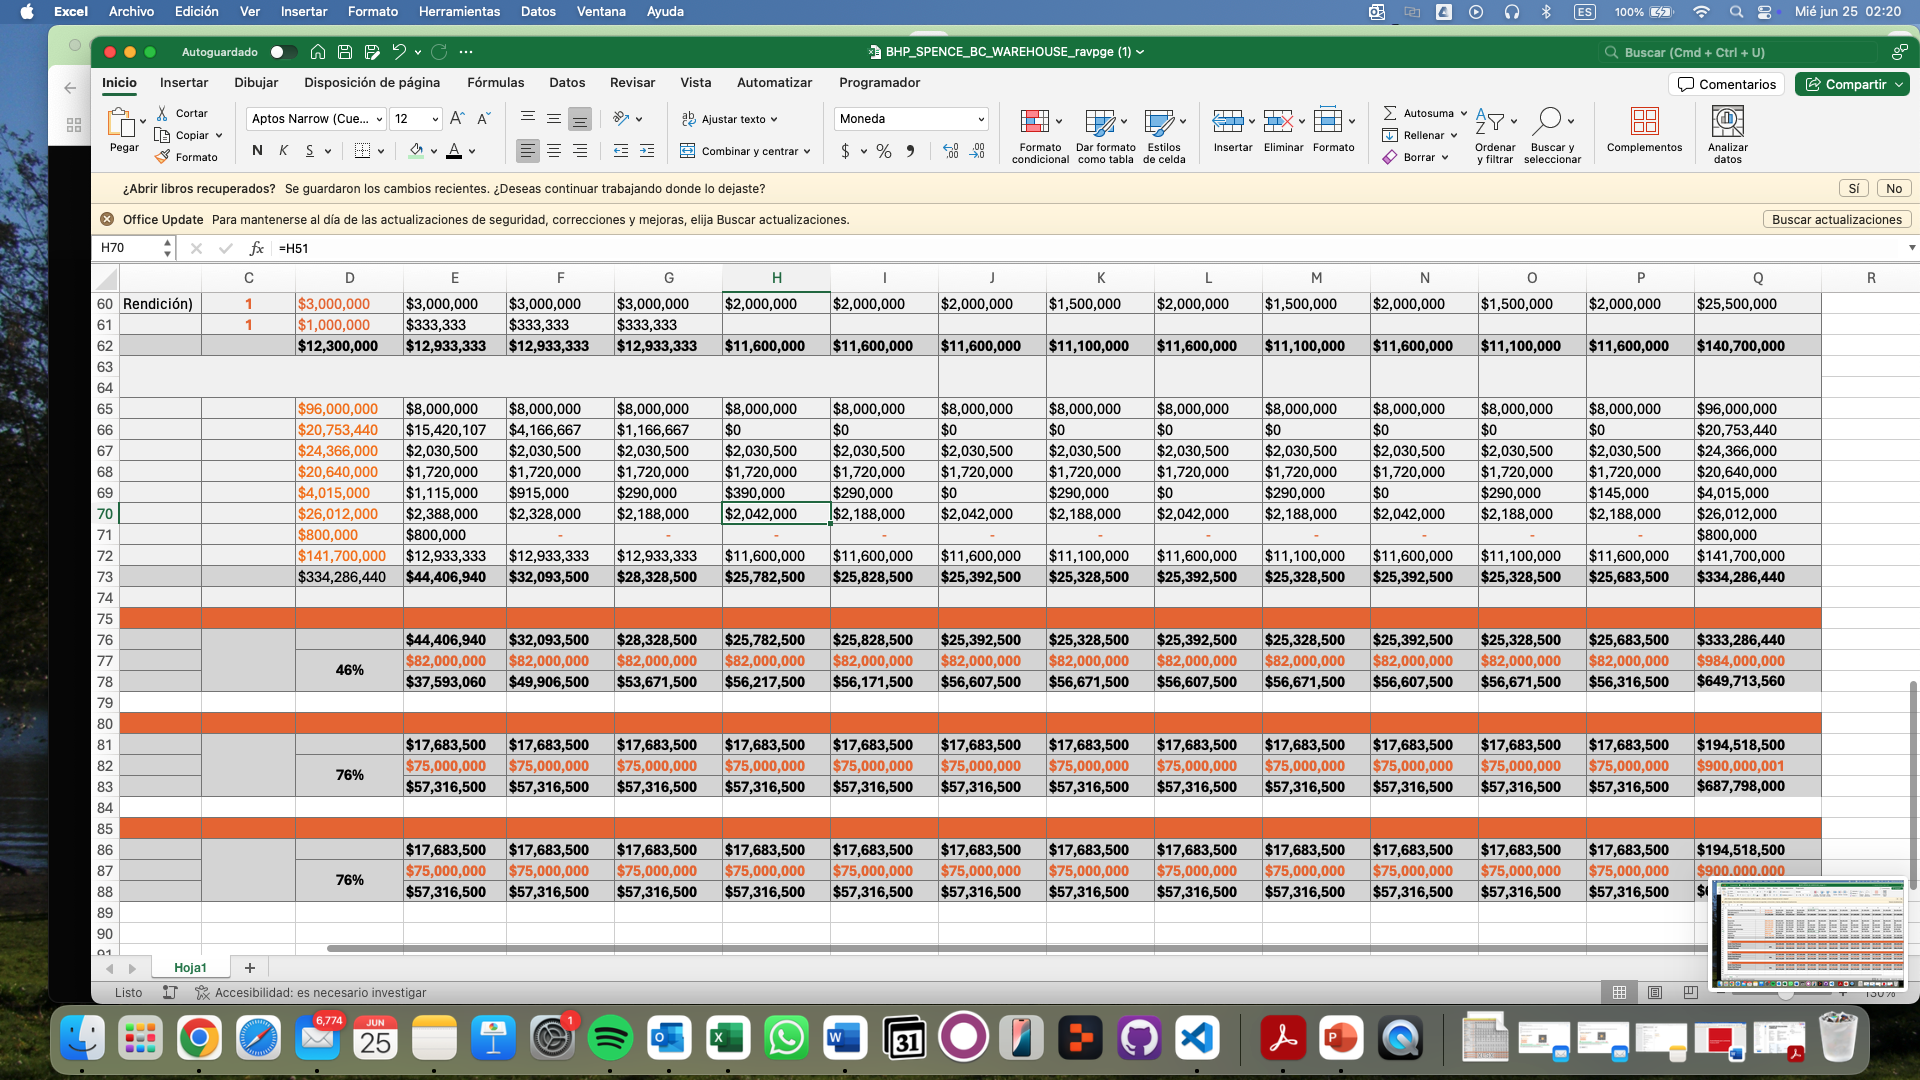 Excel Archivo Edición Ver Insertar Formato Herramientas Datos Ventana Ayuda ES 100% Mié jun 25 02:20
Autoguardado BHP_SPENCE_BC_WAREHOUSE_ravpge (1) Buscar (Cmd + Ctrl + U)
Inicio Insertar Dibujar Disposición de página Fórmulas Datos Revisar Vista Automatizar Programador Comentarios Compartir
Pegar Cortar Copiar Formato
Aptos Narrow (Cue... 12
N K S
Ajustar texto
Combinar y centrar
Moneda
$ %
Formato condicional Dar formato como tabla Estilos de celda
Insertar Eliminar Formato
Autosuma Rellenar Borrar
Ordenar y filtrar Buscar y seleccionar
Complementos
Analizar datos
¿Abrir libros recuperados? Se guardaron los cambios recientes. ¿Deseas continuar trabajando donde lo dejaste? Sí No
Office Update Para mantenerse al día de las actualizaciones de seguridad, correcciones y mejoras, elija Buscar actualizaciones. Buscar actualizaciones
H70 fx =H51
C D E F G H I J K L M N O P Q R
60 Rendición) 1 $3,000,000 $3,000,000 $3,000,000 $3,000,000 $2,000,000 $2,000,000 $2,000,000 $1,500,000 $2,000,000 $1,500,000 $2,000,000 $1,500,000 $2,000,000 $25,500,000
61 1 $1,000,000 $333,333 $333,333 $333,333
62 $12,300,000 $12,933,333 $12,933,333 $12,933,333 $11,600,000 $11,600,000 $11,600,000 $11,100,000 $11,600,000 $11,100,000 $11,600,000 $11,100,000 $11,600,000 $140,700,000
63
64
65 $96,000,000 $8,000,000 $8,000,000 $8,000,000 $8,000,000 $8,000,000 $8,000,000 $8,000,000 $8,000,000 $8,000,000 $8,000,000 $8,000,000 $8,000,000 $96,000,000
66 $20,753,440 $15,420,107 $4,166,667 $1,166,667 $0 $0 $0 $0 $0 $0 $0 $0 $0 $20,753,440
67 $24,366,000 $2,030,500 $2,030,500 $2,030,500 $2,030,500 $2,030,500 $2,030,500 $2,030,500 $2,030,500 $2,030,500 $2,030,500 $2,030,500 $2,030,500 $24,366,000
68 $20,640,000 $1,720,000 $1,720,000 $1,720,000 $1,720,000 $1,720,000 $1,720,000 $1,720,000 $1,720,000 $1,720,000 $1,720,000 $1,720,000 $1,720,000 $20,640,000
69 $4,015,000 $1,115,000 $915,000 $290,000 $390,000 $290,000 $0 $290,000 $0 $290,000 $0 $290,000 $145,000 $4,015,000
70 $26,012,000 $2,388,000 $2,328,000 $2,188,000 $2,042,000 $2,188,000 $2,042,000 $2,188,000 $2,042,000 $2,188,000 $2,042,000 $2,188,000 $2,188,000 $26,012,000
71 $800,000 $800,000 - - - - - - - - - - - $800,000
72 $141,700,000 $12,933,333 $12,933,333 $12,933,333 $11,600,000 $11,600,000 $11,600,000 $11,100,000 $11,600,000 $11,100,000 $11,600,000 $11,100,000 $11,600,000 $141,700,000
73 $334,286,440 $44,406,940 $32,093,500 $28,328,500 $25,782,500 $25,828,500 $25,392,500 $25,328,500 $25,392,500 $25,328,500 $25,392,500 $25,328,500 $25,683,500 $334,286,440
74
75
76 $44,406,940 $32,093,500 $28,328,500 $25,782,500 $25,828,500 $25,392,500 $25,328,500 $25,392,500 $25,328,500 $25,392,500 $25,328,500 $25,683,500 $333,286,440
77 46% $82,000,000 $82,000,000 $82,000,000 $82,000,000 $82,000,000 $82,000,000 $82,000,000 $82,000,000 $82,000,000 $82,000,000 $82,000,000 $82,000,000 $984,000,000
78 $37,593,060 $49,906,500 $53,671,500 $56,217,500 $56,171,500 $56,607,500 $56,671,500 $56,607,500 $56,671,500 $56,607,500 $56,671,500 $56,316,500 $649,713,560
79
80
81 $17,683,500 $17,683,500 $17,683,500 $17,683,500 $17,683,500 $17,683,500 $17,683,500 $17,683,500 $17,683,500 $17,683,500 $17,683,500 $17,683,500 $194,518,500
82 76% $75,000,000 $75,000,000 $75,000,000 $75,000,000 $75,000,000 $75,000,000 $75,000,000 $75,000,000 $75,000,000 $75,000,000 $75,000,000 $75,000,000 $900,000,001
83 $57,316,500 $57,316,500 $57,316,500 $57,316,500 $57,316,500 $57,316,500 $57,316,500 $57,316,500 $57,316,500 $57,316,500 $57,316,500 $57,316,500 $687,798,000
84
85
86 $17,683,500 $17,683,500 $17,683,500 $17,683,500 $17,683,500 $17,683,500 $17,683,500 $17,683,500 $17,683,500 $17,683,500 $17,683,500 $17,683,500 $194,518,500
87 76% $75,000,000 $75,000,000 $75,000,000 $75,000,000 $75,000,000 $75,000,000 $75,000,000 $75,000,000 $75,000,000 $75,000,000 $75,000,000 $75,000,000 $900,000,000
88 $57,316,500 $57,316,500 $57,316,500 $57,316,500 $57,316,500 $57,316,500 $57,316,500 $57,316,500 $57,316,500 $57,316,500 $57,316,500 $57,316,500
89
90
91
Hoja1 +
Listo Accesibilidad: es necesario investigar 130%
6,774 JUN 25 1 31